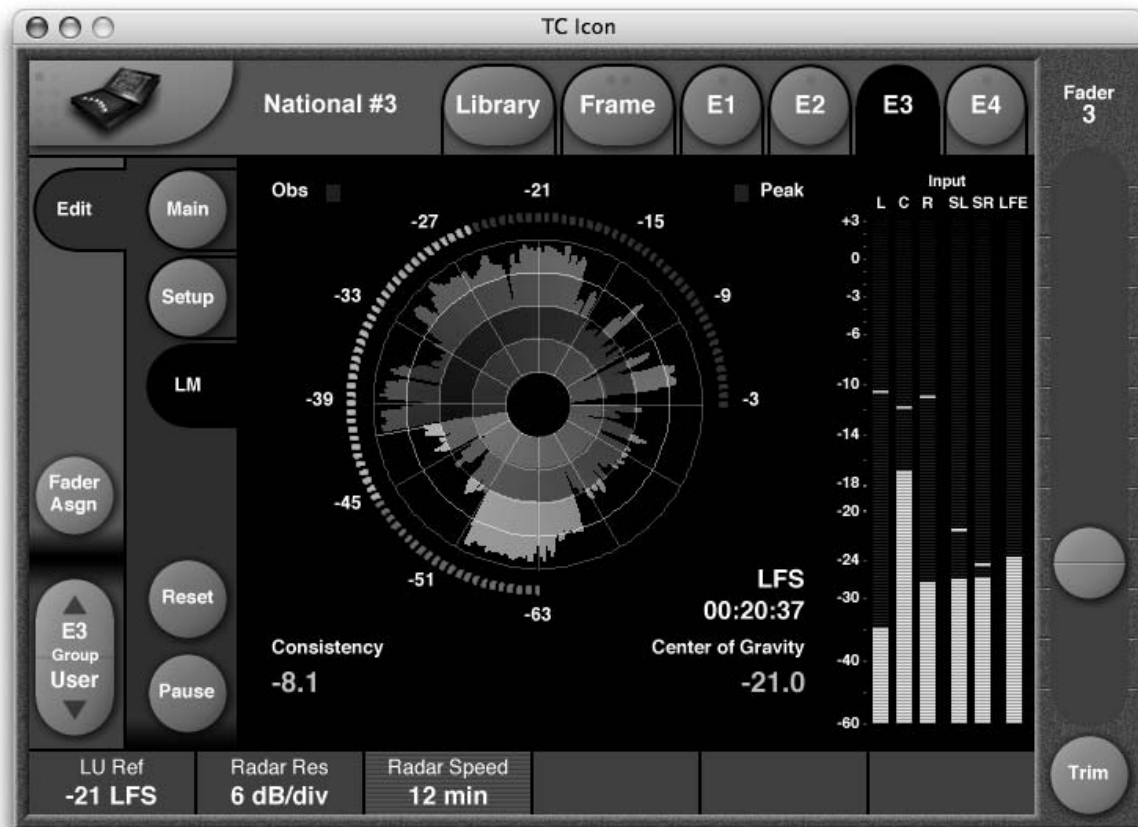 TC Icon
National #3
Library
Frame
E1
E2
E3
E4
Fader
3
Edit
Main
Setup
LM
Fader
Asgn
E3
Group
User
Reset
Pause
Obs
Peak
-21
-27
-15
-33
-9
-39
-3
-45
-51
-63
LFS
00:20:37
Consistency
-8.1
Center of Gravity
-21.0
Input
L C R SL SR LFE
+3
0
-3
-6
-10
-14
-18
-20
-24
-30
-40
-60
LU Ref
-21 LFS
Radar Res
6 dB/div
Radar Speed
12 min
Trim